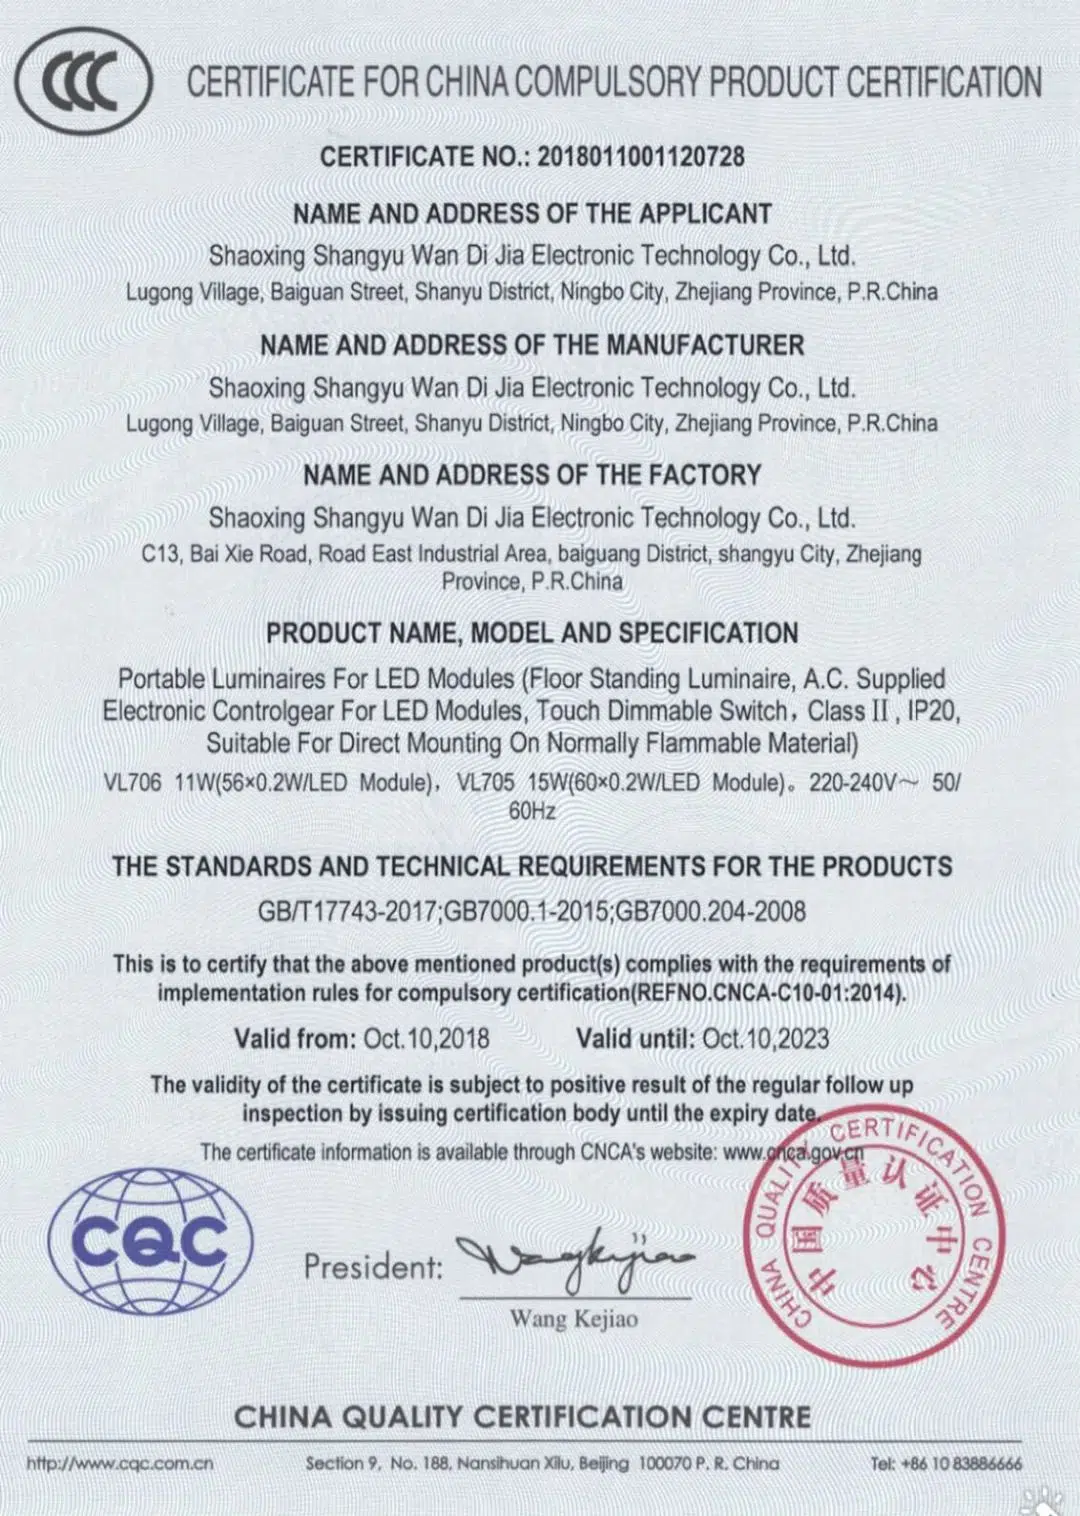 CCC
CERTIFICATE FOR CHINA COMPULSORY PRODUCT CERTIFICATION
CERTIFICATE NO.: 2018011001120728
NAME AND ADDRESS OF THE APPLICANT
Shaoxing Shangyu Wan Di Jia Electronic Technology Co., Ltd.
Lugong Village, Baiguan Street, Shanyu District, Ningbo City, Zhejiang Province, P.R.China
NAME AND ADDRESS OF THE MANUFACTURER
Shaoxing Shangyu Wan Di Jia Electronic Technology Co., Ltd.
Lugong Village, Baiguan Street, Shanyu District, Ningbo City, Zhejiang Province, P.R.China
NAME AND ADDRESS OF THE FACTORY
Shaoxing Shangyu Wan Di Jia Electronic Technology Co., Ltd.
C13, Bai Xie Road, Road East Industrial Area, baiguang District, shangyu City, Zhejiang
Province, P.R.China
PRODUCT NAME, MODEL AND SPECIFICATION
Portable Luminaires For LED Modules (Floor Standing Luminaire, A.C. Supplied
Electronic Controlgear For LED Modules, Touch Dimmable Switch，Class II , IP20,
Suitable For Direct Mounting On Normally Flammable Material)
VL706 11W(56×0.2W/LED Module)，VL705 15W(60×0.2W/LED Module)。220-240V～ 50/
60Hz
THE STANDARDS AND TECHNICAL REQUIREMENTS FOR THE PRODUCTS
GB/T17743-2017;GB7000.1-2015;GB7000.204-2008
This is to certify that the above mentioned product(s) complies with the requirements of
implementation rules for compulsory certification(REFNO.CNCA-C10-01:2014).
Valid from: Oct.10,2018 Valid until: Oct.10,2023
The validity of the certificate is subject to positive result of the regular follow up
inspection by issuing certification body until the expiry date.
The certificate information is available through CNCA's website: www.cnca.gov.cn
CQC
President: Wangkejiao
Wang Kejiao
CHINA QUALITY CERTIFICATION CENTRE
中国质量认证中心
CHINA QUALITY CERTIFICATION CENTRE
http://www.cqc.com.cn Section 9, No. 188, Nansihuan Xilu, Beijing 100070 P. R. China Tel: +86 10 83886666